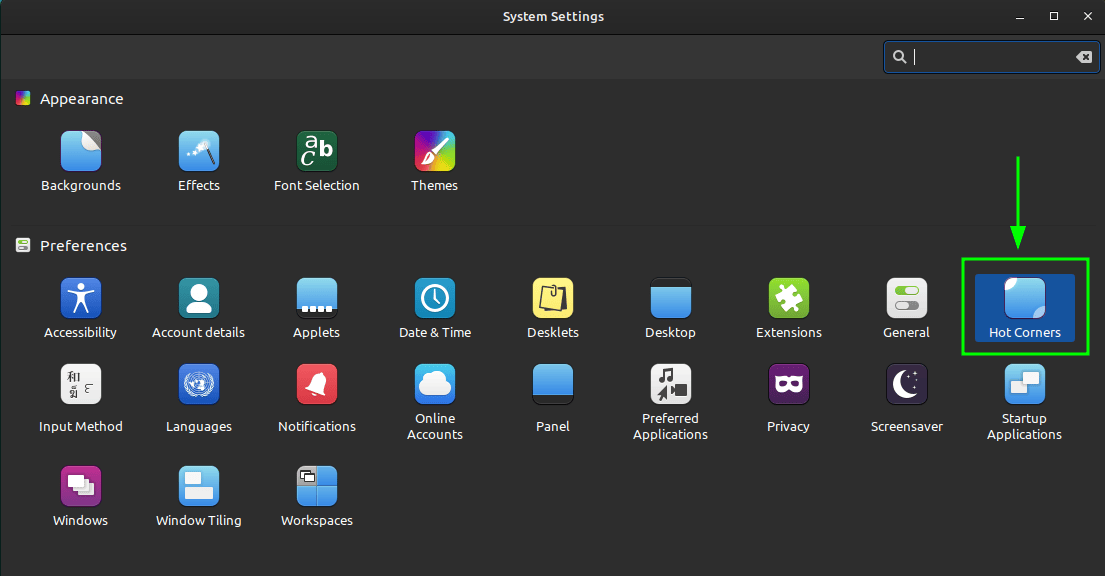 System Settings
Appearance
Backgrounds
Effects
Font Selection
Themes
Preferences
Accessibility
Account details
Applets
Date & Time
Desklets
Desktop
Extensions
General
Hot Corners
Input Method
Languages
Notifications
Online
Accounts
Panel
Preferred
Applications
Privacy
Screensaver
Startup
Applications
Windows
Window Tiling
Workspaces